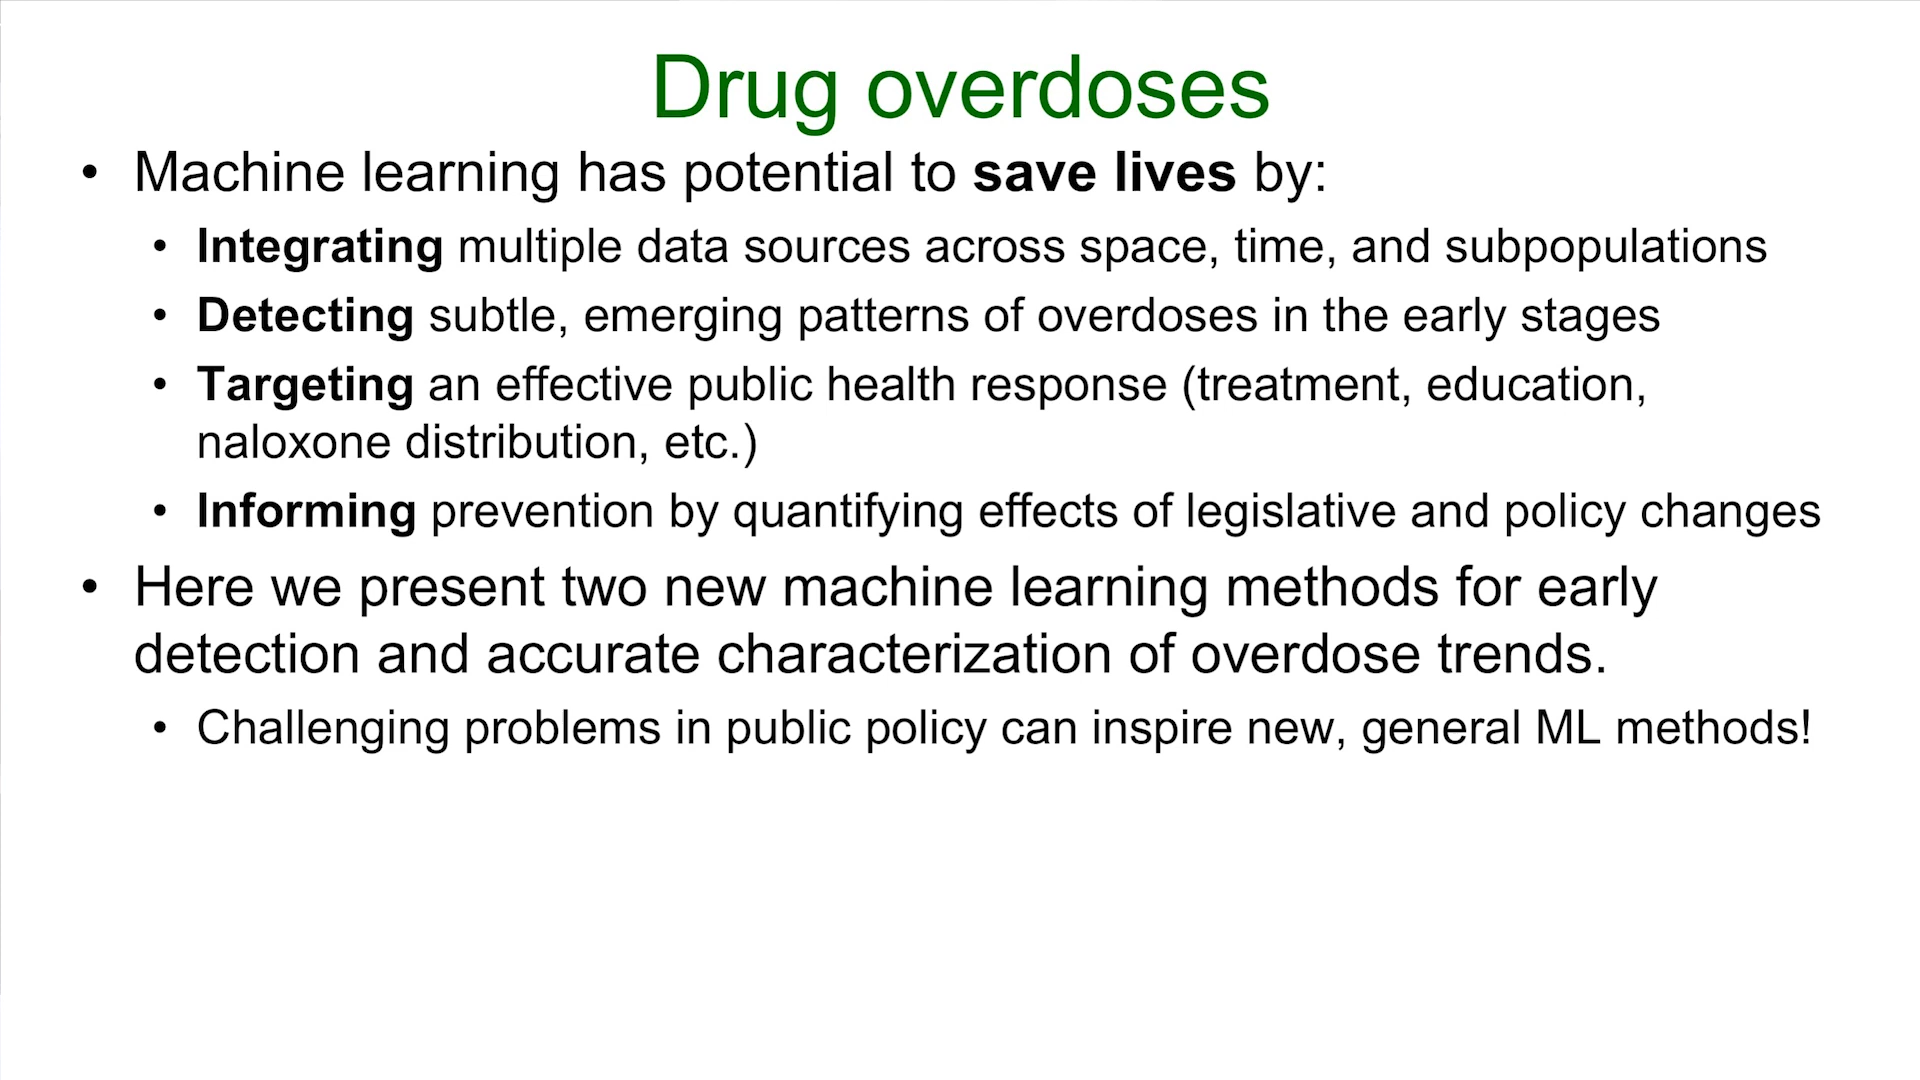 Drug overdoses
• Machine learning has potential to save lives by:
• Integrating multiple data sources across space, time, and subpopulations
• Detecting subtle, emerging patterns of overdoses in the early stages
• Targeting an effective public health response (treatment, education,
naloxone distribution, etc.)
• Informing prevention by quantifying effects of legislative and policy changes
• Here we present two new machine learning methods for early
detection and accurate characterization of overdose trends.
• Challenging problems in public policy can inspire new, general ML methods!